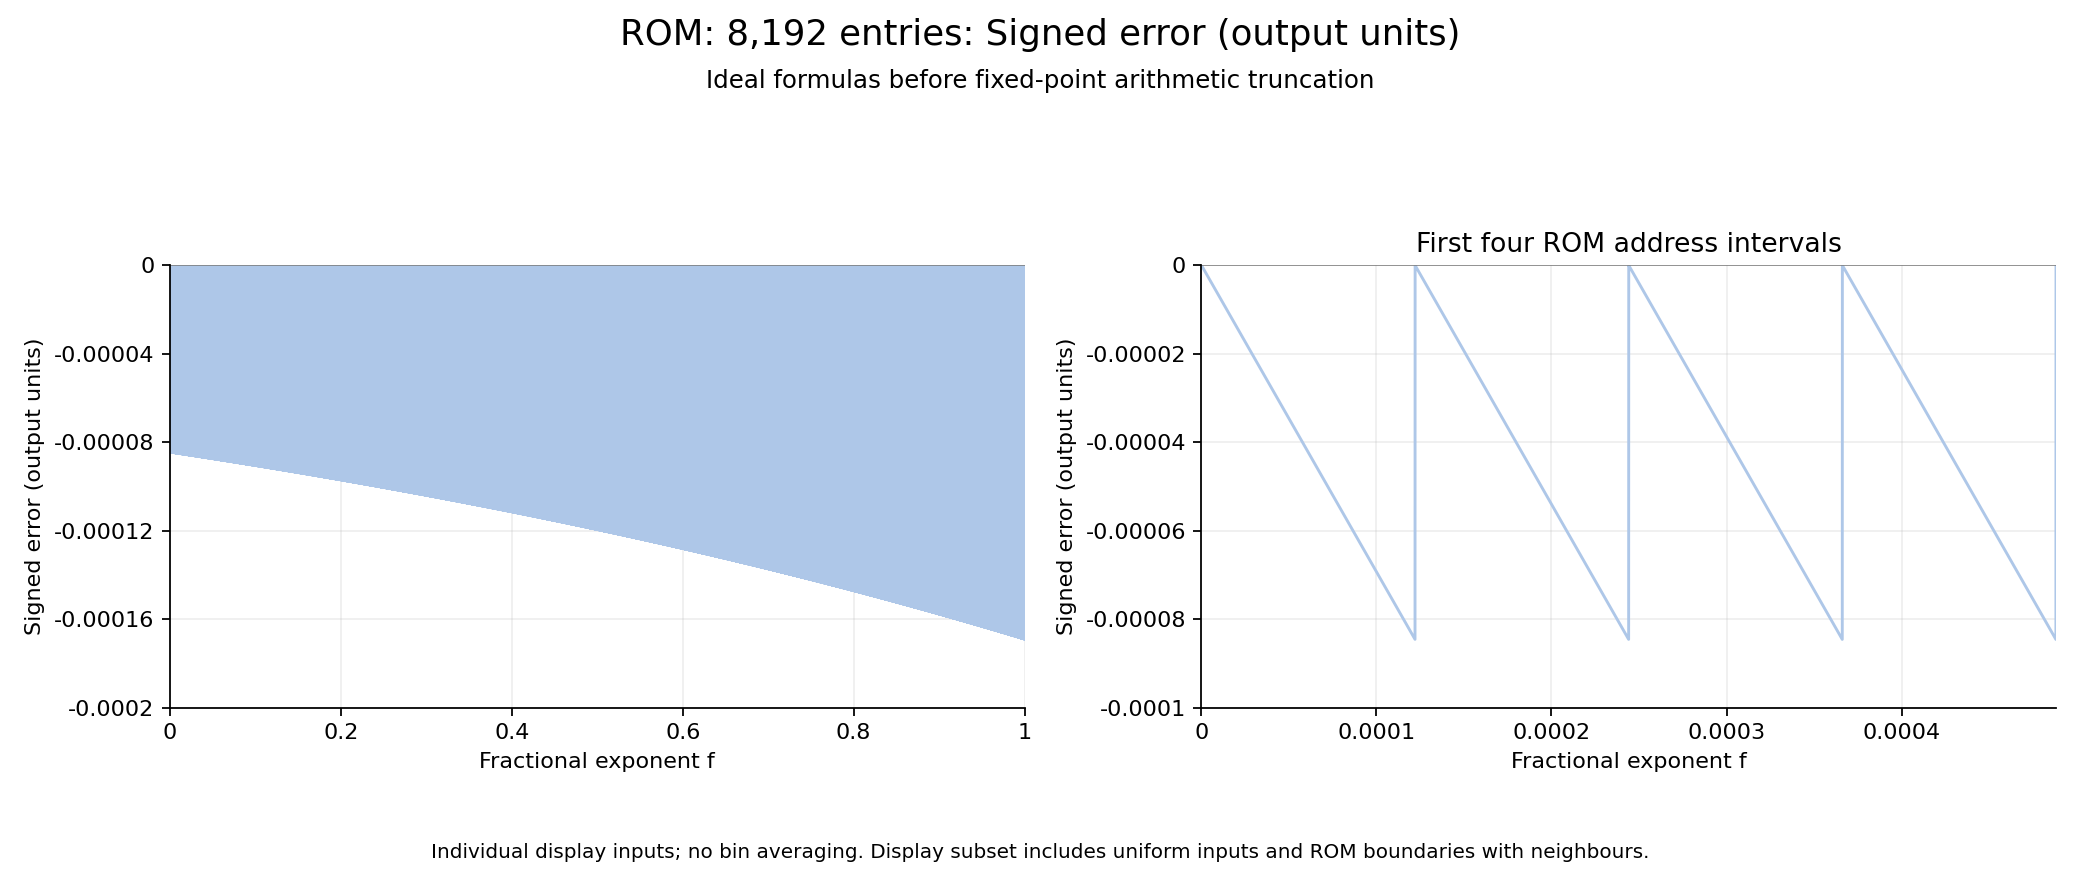 ROM: 8,192 entries: Signed error (output units)
Ideal formulas before fixed-point arithmetic truncation
0
-0.00004
-0.00008
-0.00012
-0.00016
-0.0002
Signed error (output units)
0
0.2
0.4
0.6
0.8
1
Fractional exponent f
First four ROM address intervals
0
-0.00002
-0.00004
-0.00006
-0.00008
-0.0001
Signed error (output units)
0
0.0001
0.0002
0.0003
0.0004
Fractional exponent f
Individual display inputs; no bin averaging. Display subset includes uniform inputs and ROM boundaries with neighbours.